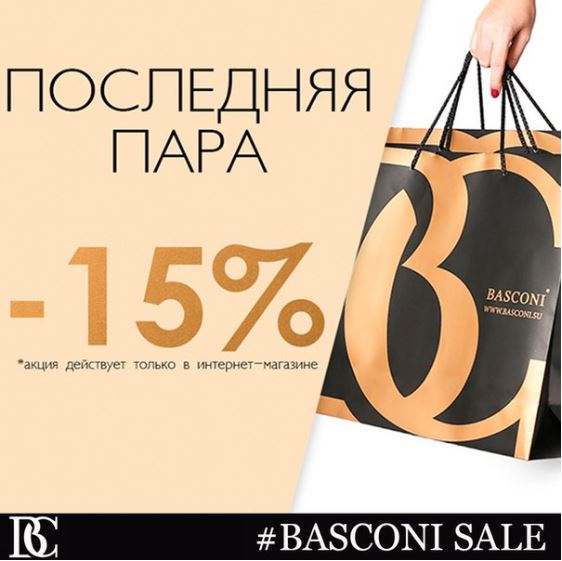 ПОСЛЕДНЯЯ
ПАРА
-15%
*акция действует только в интернет-магазине
BASCONI*
WWW.BASCONI.SU
BC
#BASCONI SALE